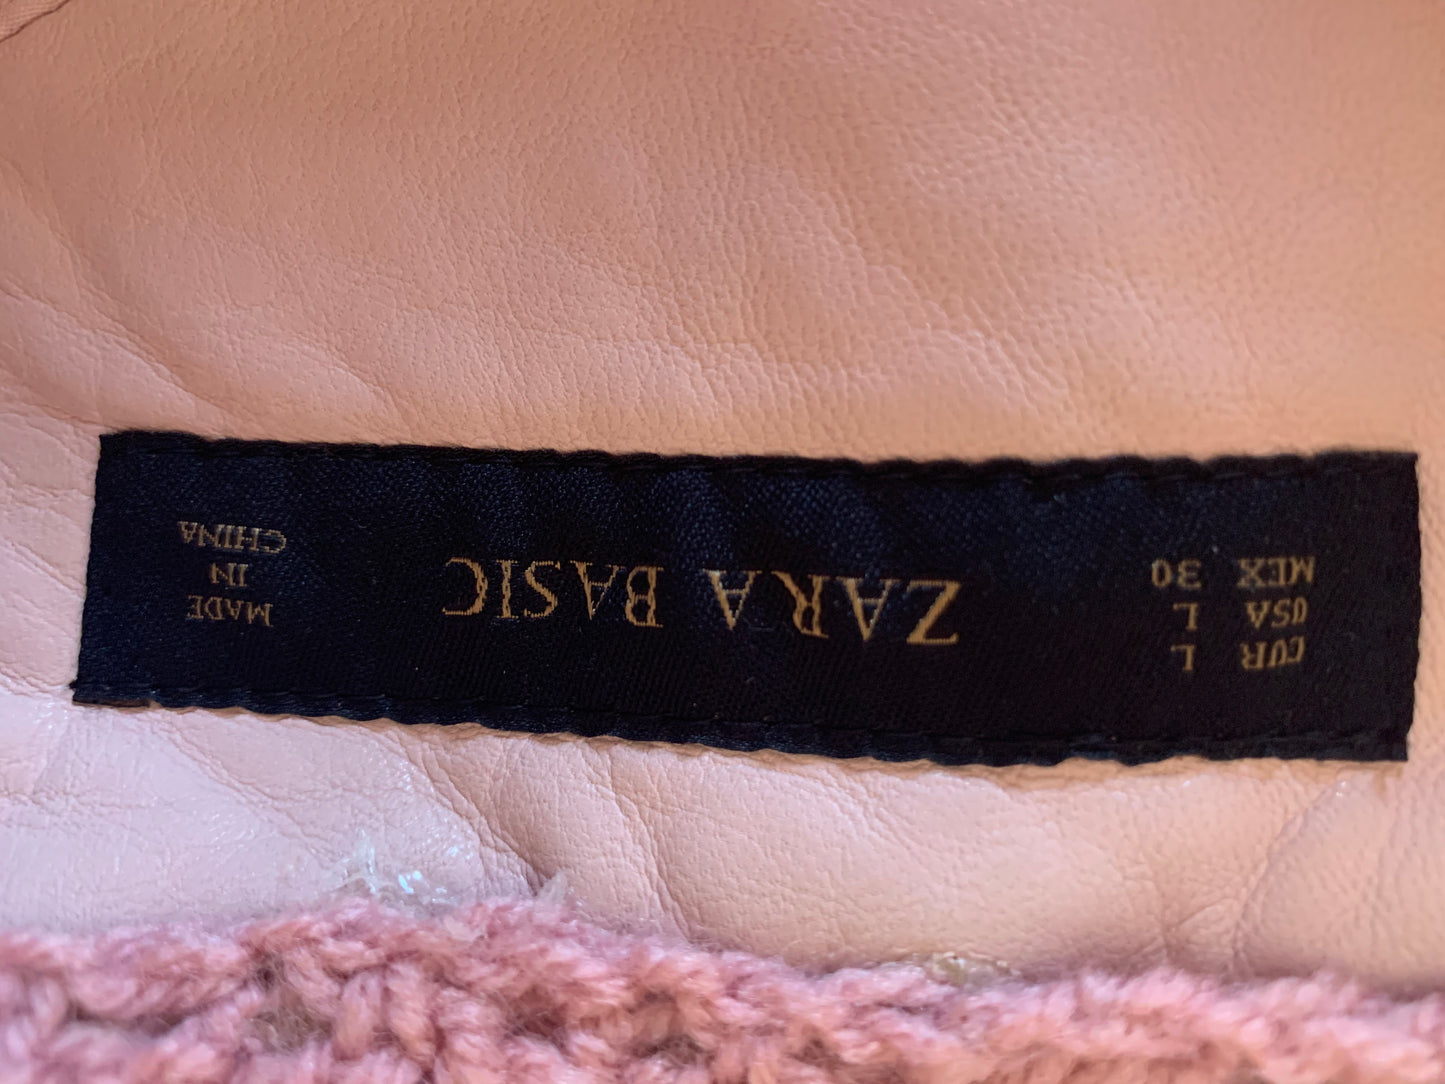 EUR L
USA L
MEX 30
ZARA BASIC
MADE
IN
CHINA